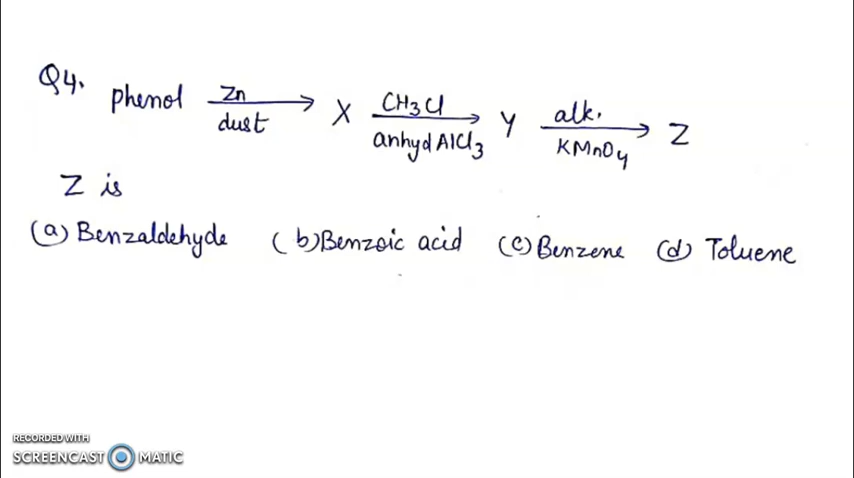 Q4. phenol Zn dust → X CH3Cl anhyd AlCl3 → Y alk. KMnO4 → Z
Z is
(a) Benzaldehyde (b) Benzoic acid (c) Benzene (d) Toluene
RECORDED WITH
SCREENCAST MATIC